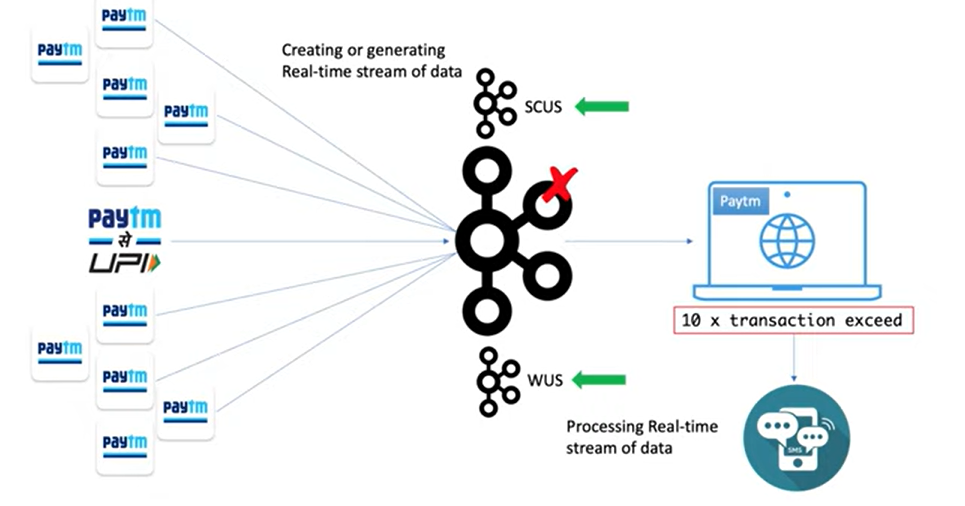 paytm
paytm
paytm
paytm
paytm
paytm
से
UPI
paytm
paytm
paytm
paytm
paytm
Creating or generating
Real-time stream of data
SCUS
WUS
Processing Real-time
stream of data
Paytm
10 x transaction exceed
SMS